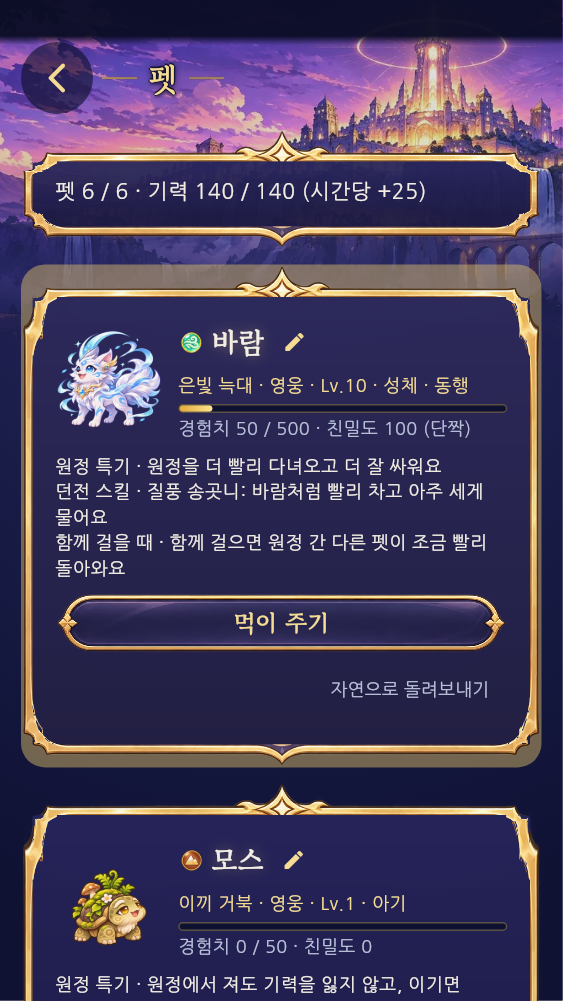 펫
펫 6 / 6 · 기력 140 / 140 (시간당 +25)
바람
은빛 늑대 · 영웅 · Lv.10 · 성체 · 동행
경험치 50 / 500 · 친밀도 100 (단짝)
원정 특기 · 원정을 더 빨리 다녀오고 더 잘 싸워요
던전 스킬 · 질풍 송곳니: 바람처럼 빨리 차고 아주 세게
물어요
함께 걸을 때 · 함께 걸으면 원정 간 다른 펫이 조금 빨리
돌아와요
먹이 주기
자연으로 돌려보내기
모스
이끼 거북 · 영웅 · Lv.1 · 아기
경험치 0 / 50 · 친밀도 0
원정 특기 · 원정에서 져도 기력을 잃지 않고, 이기면